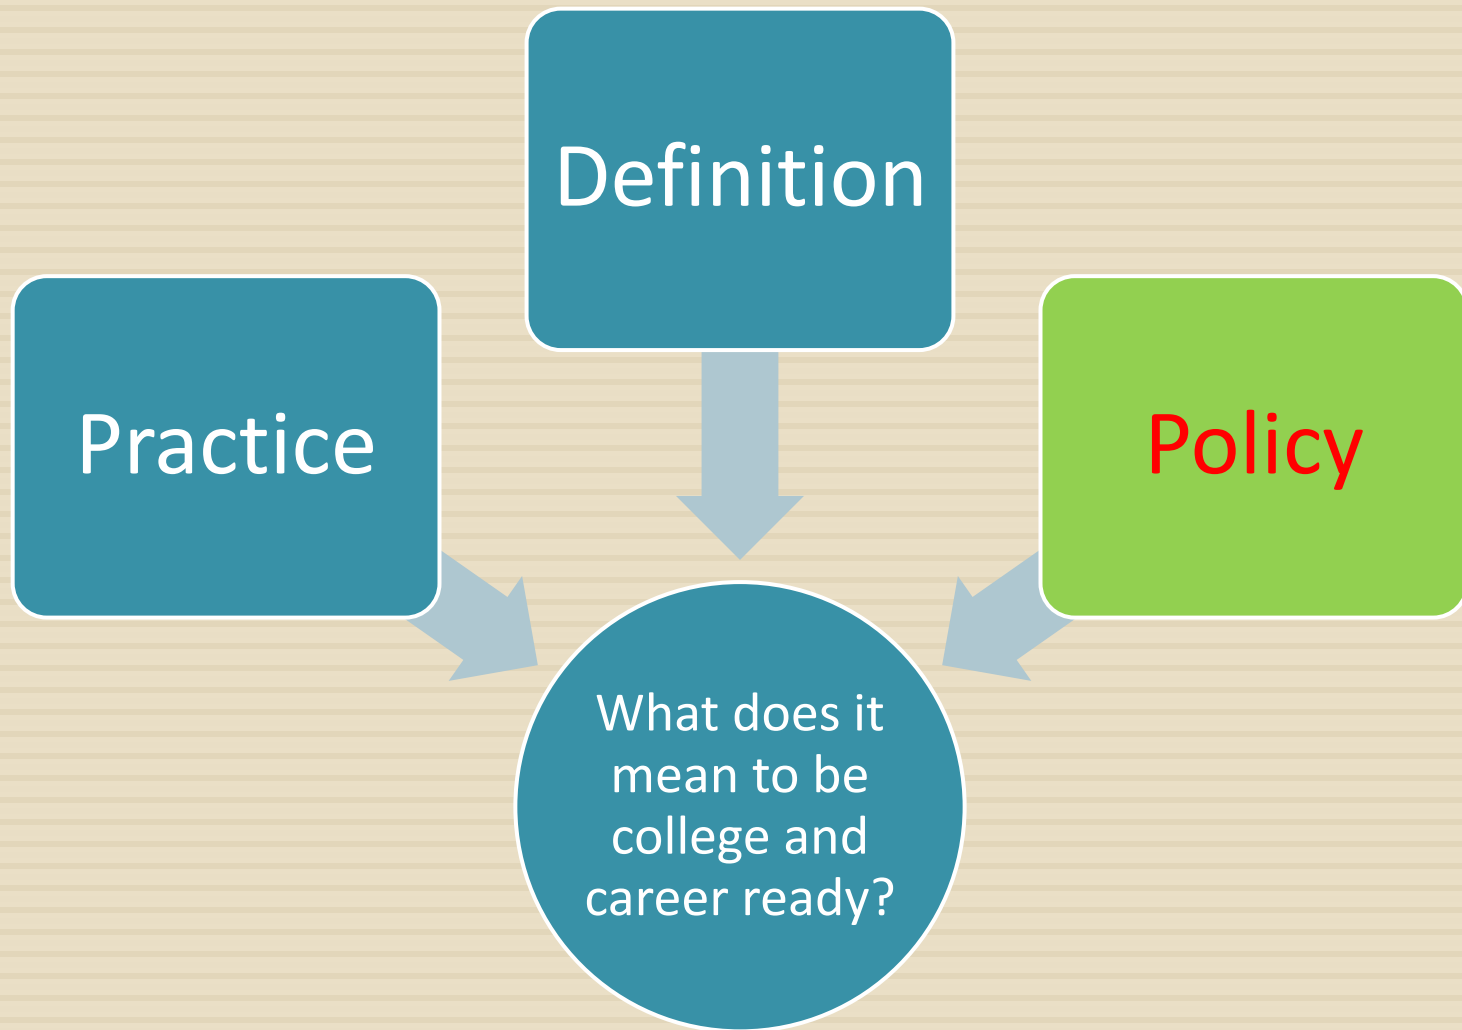 Definition
Practice
Policy
What does it
mean to be
college and
career ready?